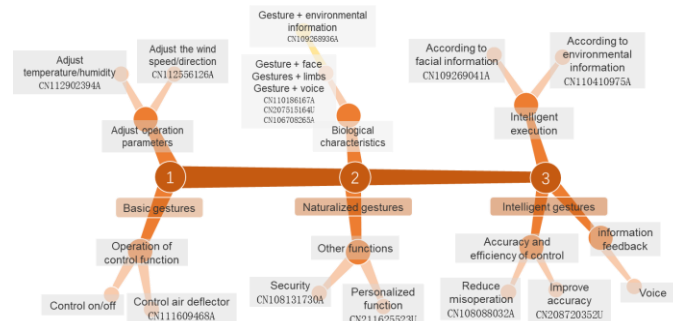 Gesture + environmental
information
CN109268936A
Adjust
temperature/humidity
CN112902394A
Adjust the wind
speed/direction
CN112556126A
Gesture + face
Gestures + limbs
Gesture + voice
CN110186167A
CN207515164U
CN106708265A
According to
facial information
CN109269041A
According to
environmental
information
CN110410975A
Adjust operation
parameters
Biological
characteristics
Intelligent
execution
1
2
3
Basic gestures
Naturalized gestures
Intelligent gestures
Operation of
control function
Other functions
Accuracy and
efficiency of control
information
feedback
Control on/off
Control air deflector
CN111609468A
Security
CN108131730A
Personalized
function
CN211625523U
Reduce
misoperation
CN108088032A
Improve
accuracy
CN208720352U
Voice